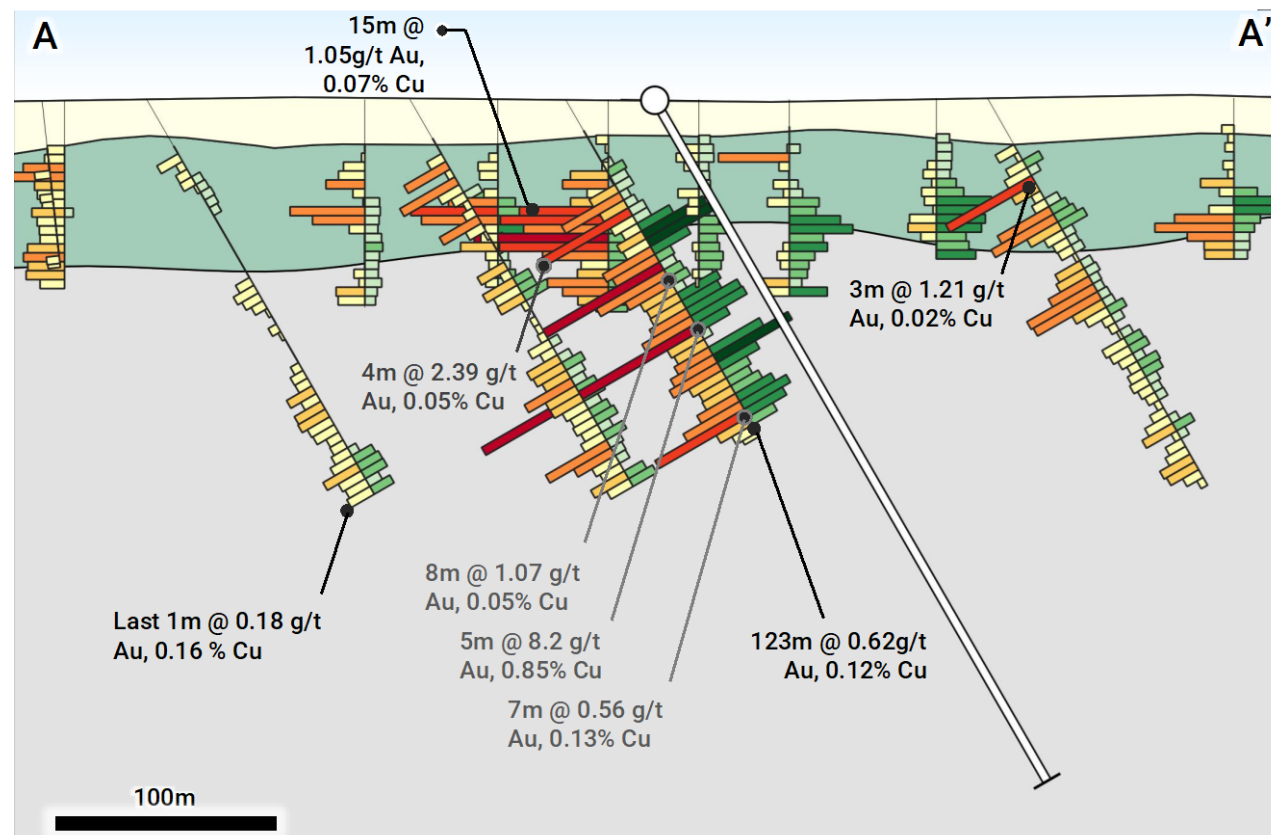 A
A’
15m @
1.05g/t Au,
0.07% Cu
3m @ 1.21 g/t
Au, 0.02% Cu
4m @ 2.39 g/t
Au, 0.05% Cu
8m @ 1.07 g/t
Au, 0.05% Cu
Last 1m @ 0.18 g/t
Au, 0.16 % Cu
5m @ 8.2 g/t
Au, 0.85% Cu
123m @ 0.62g/t
Au, 0.12% Cu
7m @ 0.56 g/t
Au, 0.13% Cu
100m